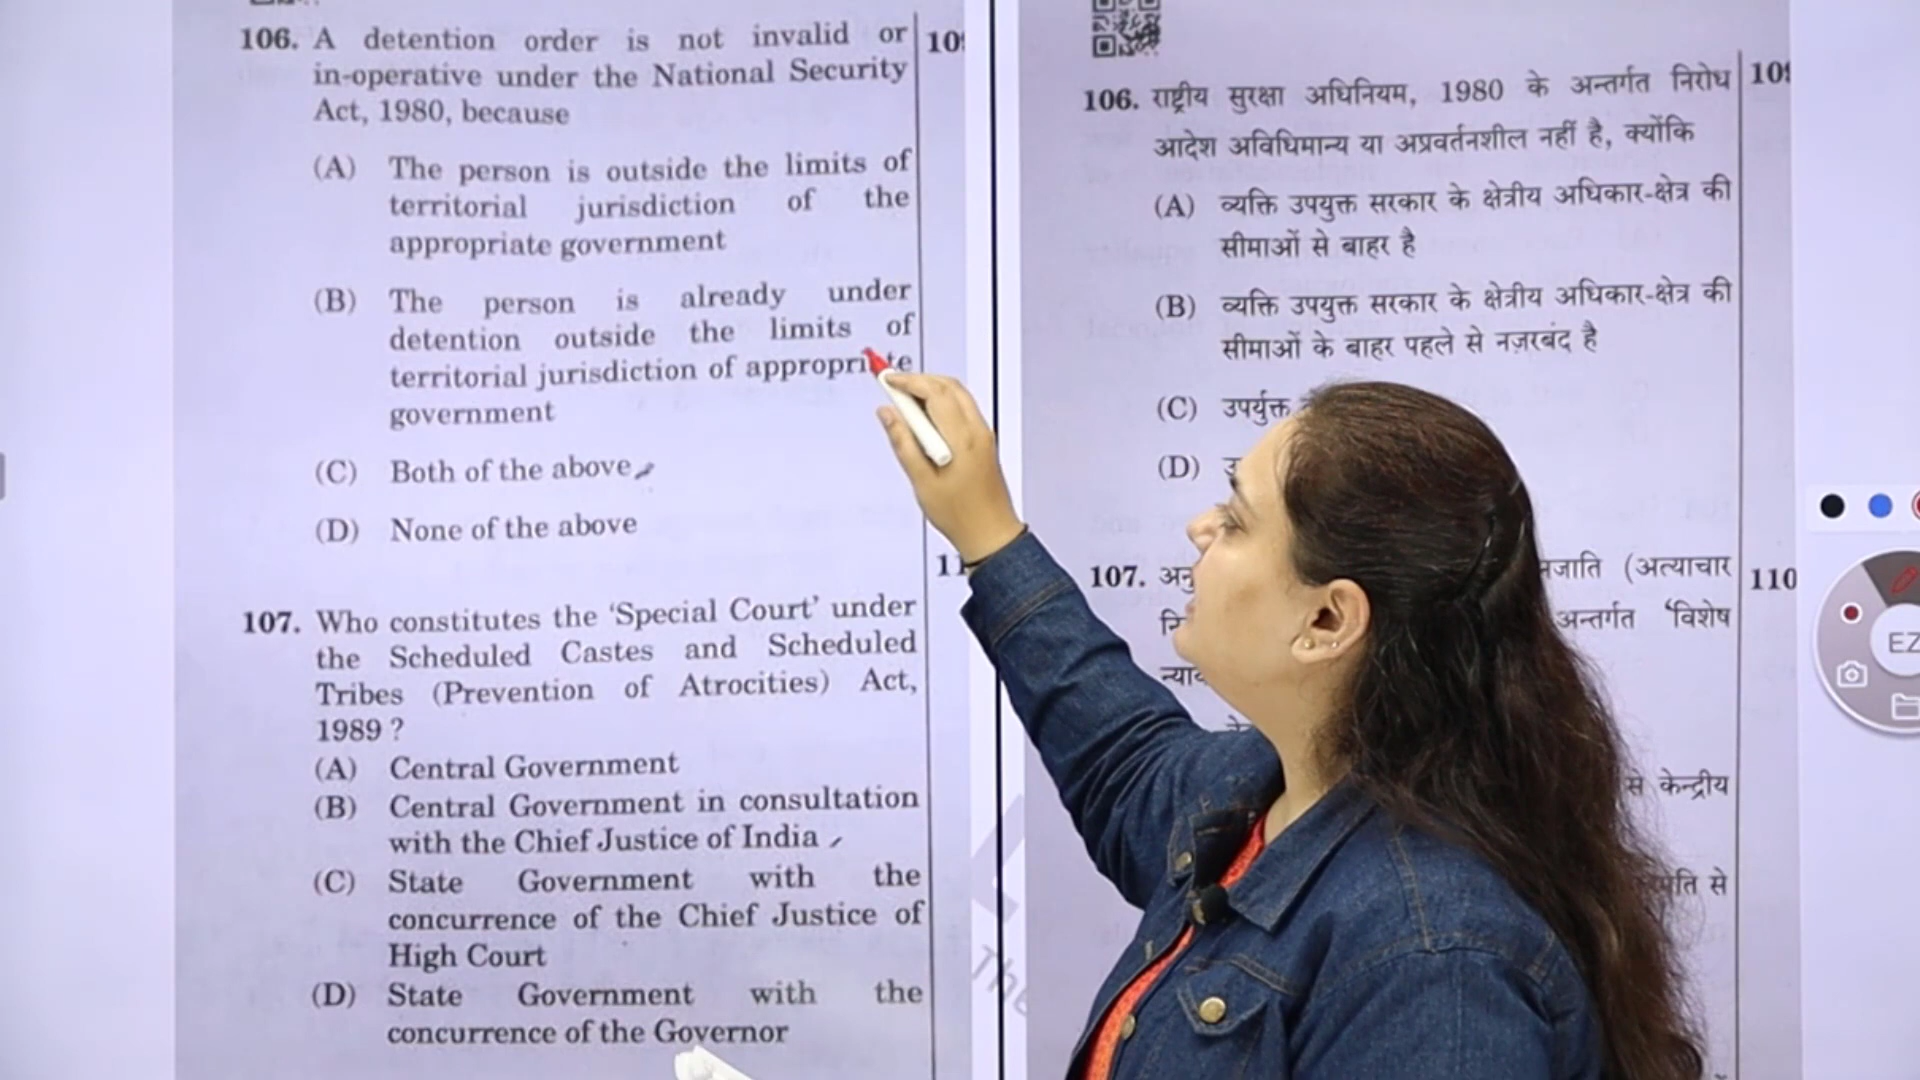 106. A detention order is not invalid or
in-operative under the National Security
Act, 1980, because
(A) The person is outside the limits of
territorial jurisdiction of the
appropriate government
(B) The person is already under
detention outside the limits of
territorial jurisdiction of appropri te
government
(C) Both of the above
(D) None of the above
107. Who constitutes the ‘Special Court’ under
the Scheduled Castes and Scheduled
Tribes (Prevention of Atrocities) Act,
1989 ?
(A) Central Government
(B) Central Government in consultation
with the Chief Justice of India
(C) State Government with the
concurrence of the Chief Justice of
High Court
(D) State Government with the
concurrence of the Governor
10
11
106. राष्ट्रीय सुरक्षा अधिनियम, 1980 के अन्तर्गत निरोध
आदेश अविधिमान्य या अप्रवर्तनशील नहीं है, क्योंकि
(A) व्यक्ति उपयुक्त सरकार के क्षेत्रीय अधिकार-क्षेत्र की
सीमाओं से बाहर है
(B) व्यक्ति उपयुक्त सरकार के क्षेत्रीय अधिकार-क्षेत्र की
सीमाओं के बाहर पहले से नज़रबंद है
(C) उपर्युक्त
(D)
107. अनु जाति (अत्याचार
अन्तर्गत ‘विशेष
से केन्द्रीय
से
10
110
The
EZ